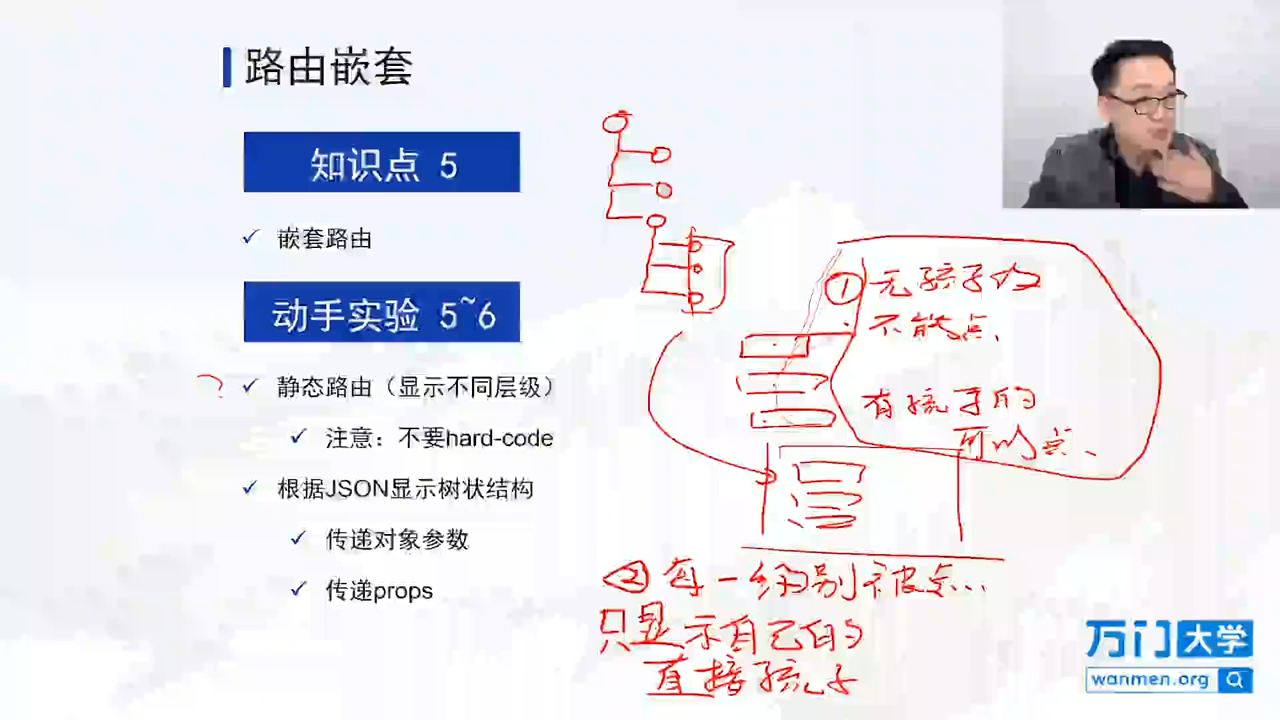 路由嵌套
知识点 5
✓ 嵌套路由
动手实验 5~6
? ✓ 静态路由（显示不同层级）
✓ 注意：不要hard-code
✓ 根据JSON显示树状结构
✓ 传递对象参数
✓ 传递props
① 无孩子的
不能点、
有孩子的
可以点、
② 每一级别被点...
只显示自己的
直接孩子
万门大学
wanmen.org